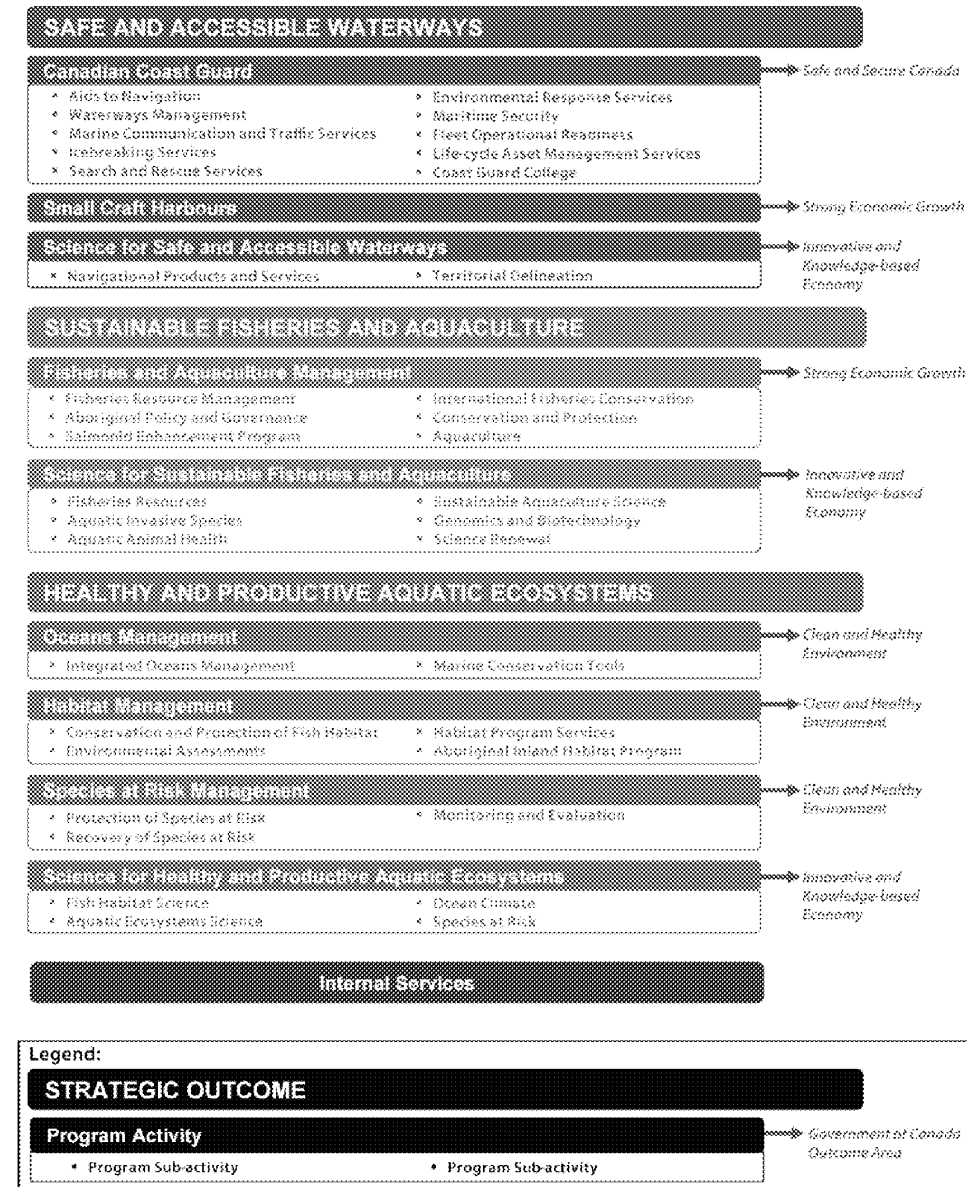 SAFE AND ACCESSIBLE WATERWAYS
Canadian Coast Guard
Safe and Secure Canada
• Aids to Navigation
• Waterways Management
• Marine Communication and Traffic Services
• Icebreaking Services
• Search and Rescue Services
• Environmental Response Services
• Maritime Security
• Fleet Operational Readiness
• Life-cycle Asset Management Services
• Coast Guard College
Small Craft Harbours
Strong Economic Growth
Science for Safe and Accessible Waterways
Innovative and
Knowledge-based
Economy
• Navigational Products and Services
• Territorial Delineation
SUSTAINABLE FISHERIES AND AQUACULTURE
Fisheries and Aquaculture Management
Strong Economic Growth
• Fisheries Resource Management
• Aboriginal Policy and Governance
• Salmonid Enhancement Program
• International Fisheries Conservation
• Conservation and Protection
• Aquaculture
Science for Sustainable Fisheries and Aquaculture
Innovative and
Knowledge-based
Economy
• Fisheries Resources
• Aquatic Invasive Species
• Aquatic Animal Health
• Sustainable Aquaculture Science
• Genomics and Biotechnology
• Science Renewal
HEALTHY AND PRODUCTIVE AQUATIC ECOSYSTEMS
Oceans Management
Clean and Healthy
Environment
• Integrated Oceans Management
• Marine Conservation Tools
Habitat Management
Clean and Healthy
Environment
• Conservation and Protection of Fish Habitat
• Environmental Assessments
• Habitat Program Services
• Aboriginal Inland Habitat Program
Species at Risk Management
Clean and Healthy
Environment
• Protection of Species at Risk
• Recovery of Species at Risk
• Monitoring and Evaluation
Science for Healthy and Productive Aquatic Ecosystems
Innovative and
Knowledge-based
Economy
• Fish Habitat Science
• Aquatic Ecosystems Science
• Ocean Climate
• Species at Risk
Internal Services
Legend:
STRATEGIC OUTCOME
Program Activity
Government of Canada
Outcome Area
• Program Sub-activity
• Program Sub-activity